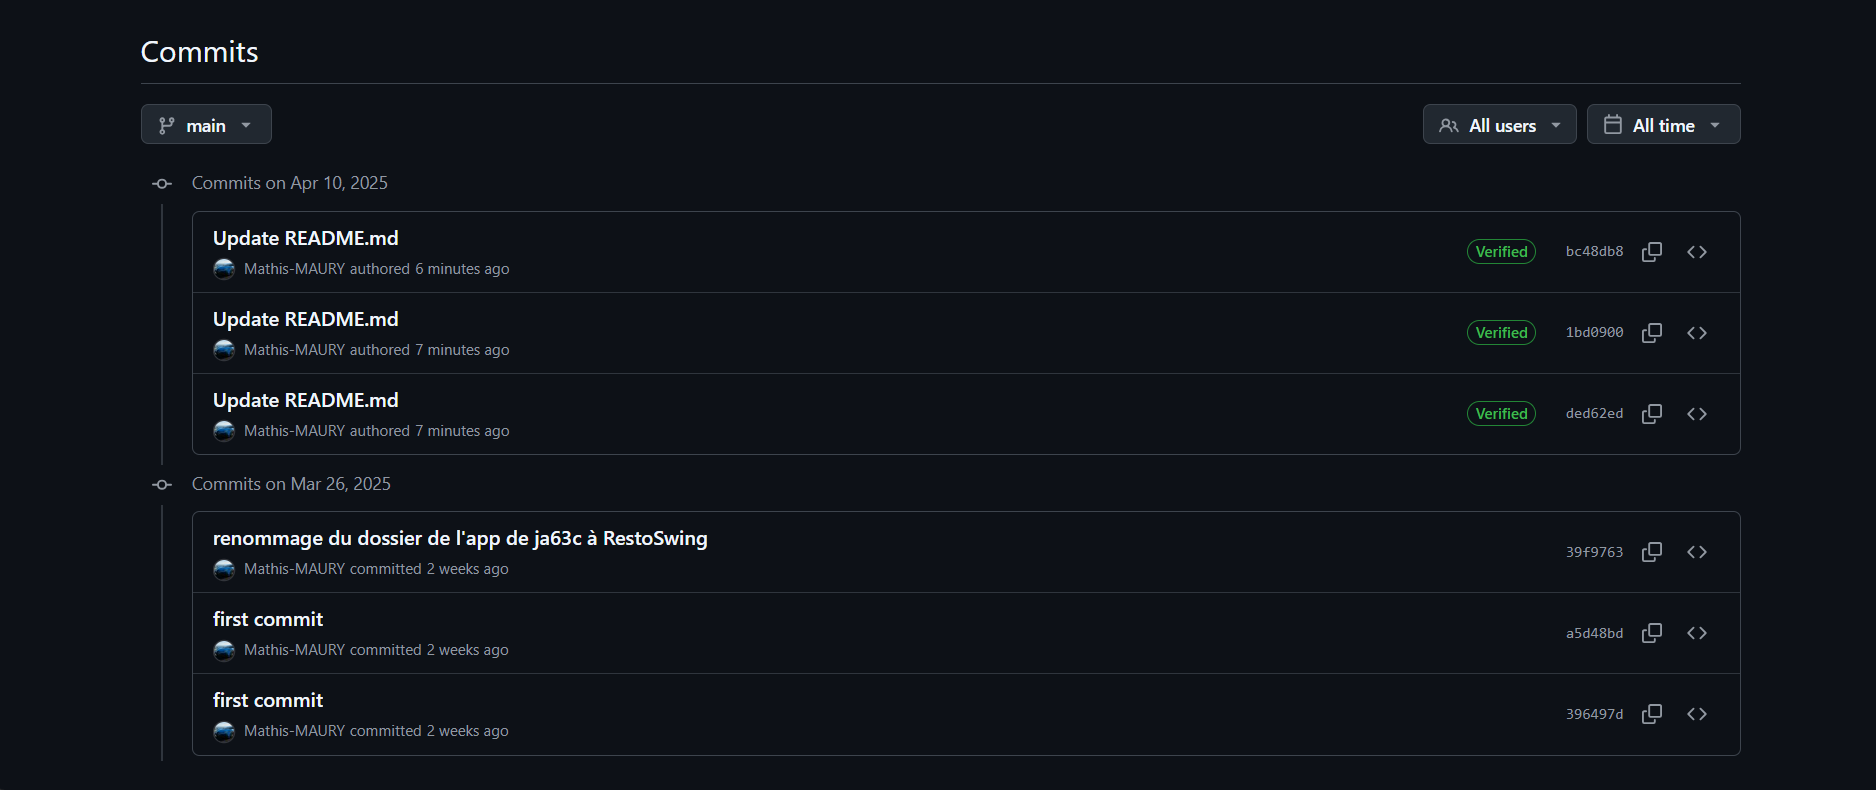 Commits
main
All users
All time
Commits on Apr 10, 2025
Update README.md
Mathis-MAURY authored 6 minutes ago
Verified
bc48db8
Update README.md
Mathis-MAURY authored 7 minutes ago
Verified
1bd0900
Update README.md
Mathis-MAURY authored 7 minutes ago
Verified
ded62ed
Commits on Mar 26, 2025
renommage du dossier de l'app de ja63c à RestoSwing
Mathis-MAURY committed 2 weeks ago
39f9763
first commit
Mathis-MAURY committed 2 weeks ago
a5d48bd
first commit
Mathis-MAURY committed 2 weeks ago
396497d